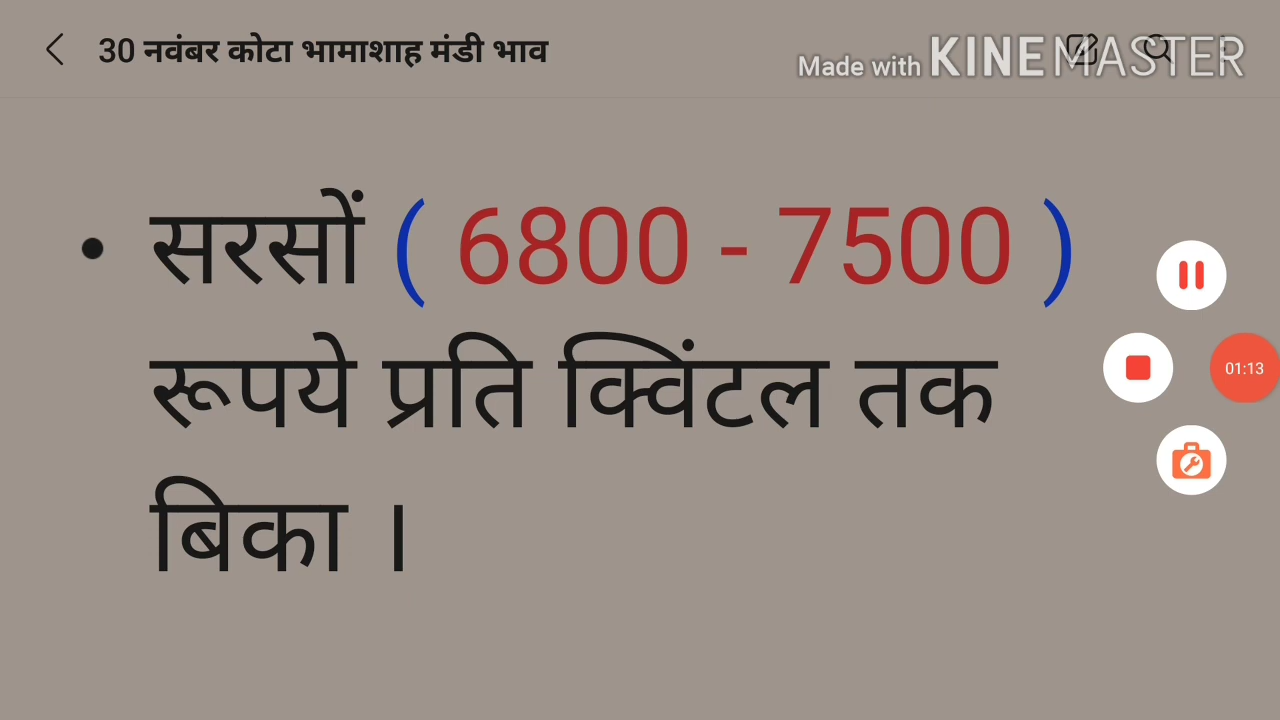 30 नवंबर कोटा भामाशाह मंडी भाव
Made with KINEMASTER
• सरसों ( 6800 - 7500 )
रूपये प्रति क्विंटल तक
बिका ।
01:13